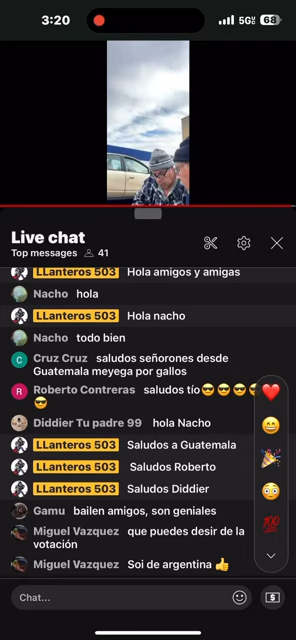 3:20
5G
68
Live chat
Top messages 41
LLanteros 503 Hola amigos y amigas
Nacho hola
LLanteros 503 Hola nacho
Nacho todo bien
C Cruz Cruz saludos señorones desde
Guatemala meyega por gallos
R Roberto Contreras saludos tío😎😎😎😎
😎
Diddier Tu padre 99 hola Nacho
LLanteros 503 Saludos a Guatemala
LLanteros 503 Saludos Roberto
LLanteros 503 Saludos Diddier
Gamu bailen amigos, son geniales
Miguel Vazquez que puedes desir de la
votación
Miguel Vazquez Soi de argentina 👍
💯
Chat...
$